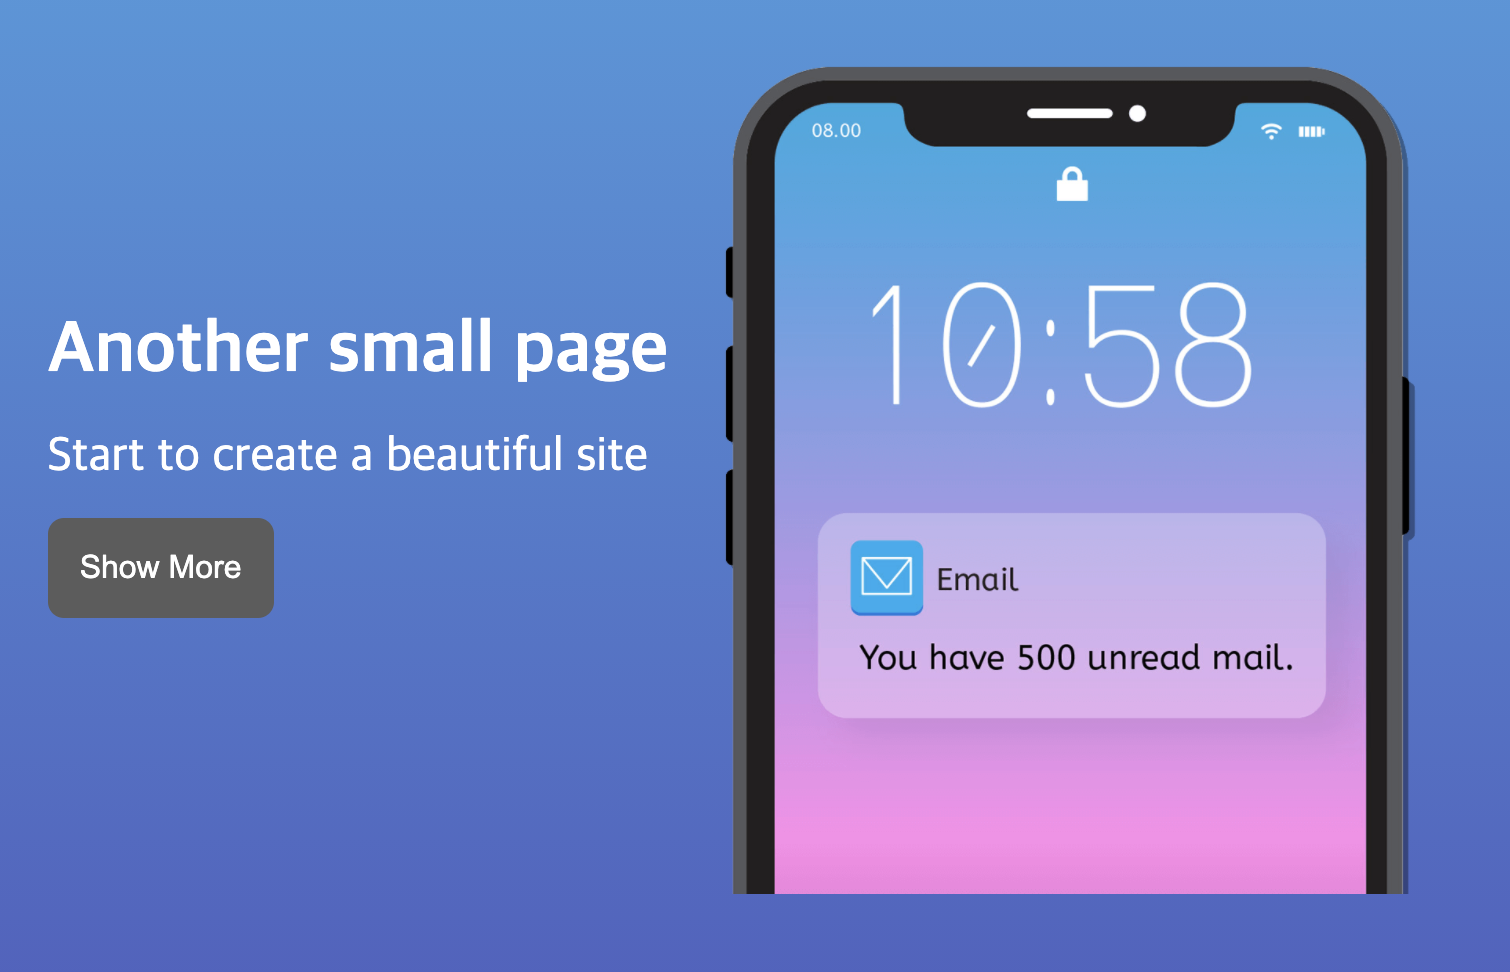 Another small page
Start to create a beautiful site
Show More
08.00
10:58
Email
You have 500 unread mail.